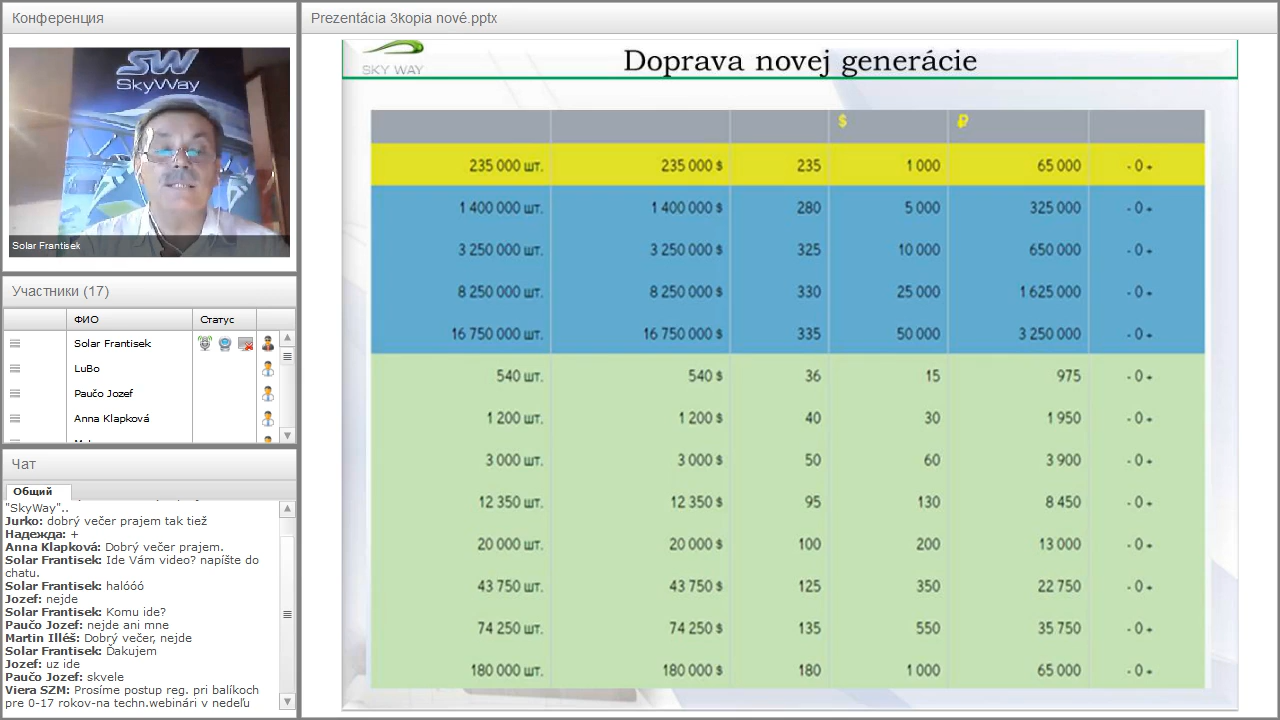 Конференция
SW
SkyWay
Solar Frantisek
Участники (17)
ФИО
Статус
Solar Frantisek
LuBo
Paučo Jozef
Anna Klapková
Чат
Общий
"SkyWay"..
Jurko: dobrý večer prajem tak tiež
Надежда: +
Anna Klapková: Dobrý večer prajem.
Solar Frantisek: Ide Vám video? napíšte do
chatu.
Solar Frantisek: halóóó
Jozef: nejde
Solar Frantisek: Komu ide?
Paučo Jozef: nejde ani mne
Martin Illéš: Dobrý večer, nejde
Solar Frantisek: Ďakujem
Jozef: uz ide
Paučo Jozef: skvele
Viera SZM: Prosíme postup reg. pri balíkoch
pre 0-17 rokov-na techn.webinári v nedeľu
Prezentácia 3kopia nové.pptx
SKY WAY
Doprava novej generácie
$ ₽
235 000 шт. 235 000 $ 235 1 000 65 000 - 0 +
1 400 000 шт. 1 400 000 $ 280 5 000 325 000 - 0 +
3 250 000 шт. 3 250 000 $ 325 10 000 650 000 - 0 +
8 250 000 шт. 8 250 000 $ 330 25 000 1 625 000 - 0 +
16 750 000 шт. 16 750 000 $ 335 50 000 3 250 000 - 0 +
540 шт. 540 $ 36 15 975 - 0 +
1 200 шт. 1 200 $ 40 30 1 950 - 0 +
3 000 шт. 3 000 $ 50 60 3 900 - 0 +
12 350 шт. 12 350 $ 95 130 8 450 - 0 +
20 000 шт. 20 000 $ 100 200 13 000 - 0 +
43 750 шт. 43 750 $ 125 350 22 750 - 0 +
74 250 шт. 74 250 $ 135 550 35 750 - 0 +
180 000 шт. 180 000 $ 180 1 000 65 000 - 0 +